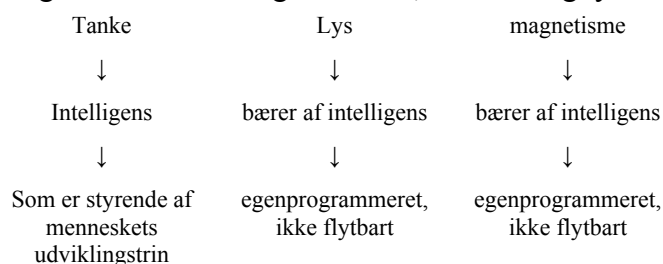 Tanke Lys magnetisme
↓ ↓ ↓
Intelligens bærer af intelligens bærer af intelligens
↓ ↓ ↓
Som er styrende af egenprogrammeret, egenprogrammeret,
menneskets ikke flytbart ikke flytbart
udviklingstrin